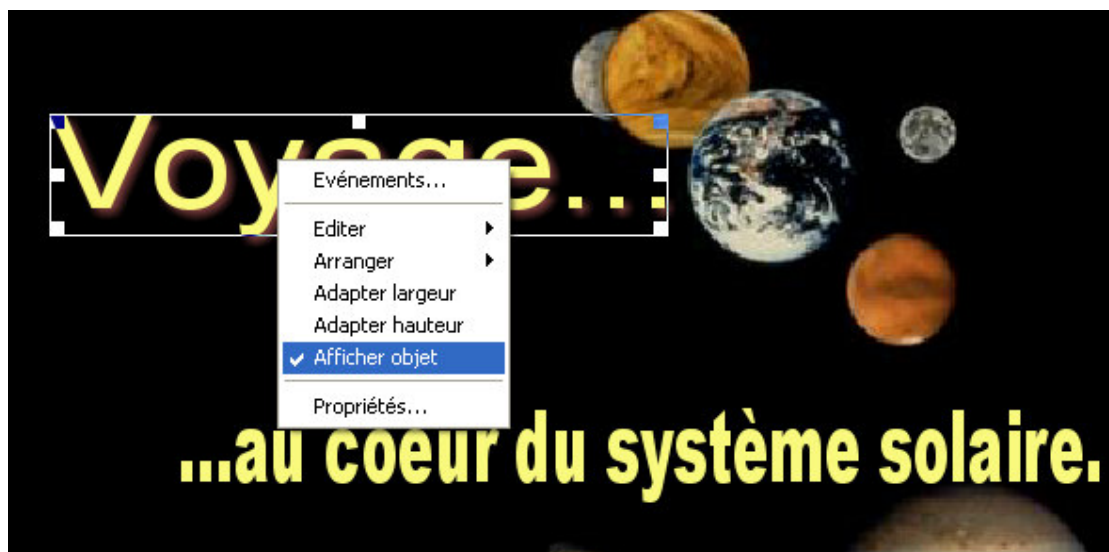 Voyage...
Evénements...
Editer
Arranger
Adapter largeur
Adapter hauteur
Afficher objet
Propriétés...
...au coeur du système solaire.